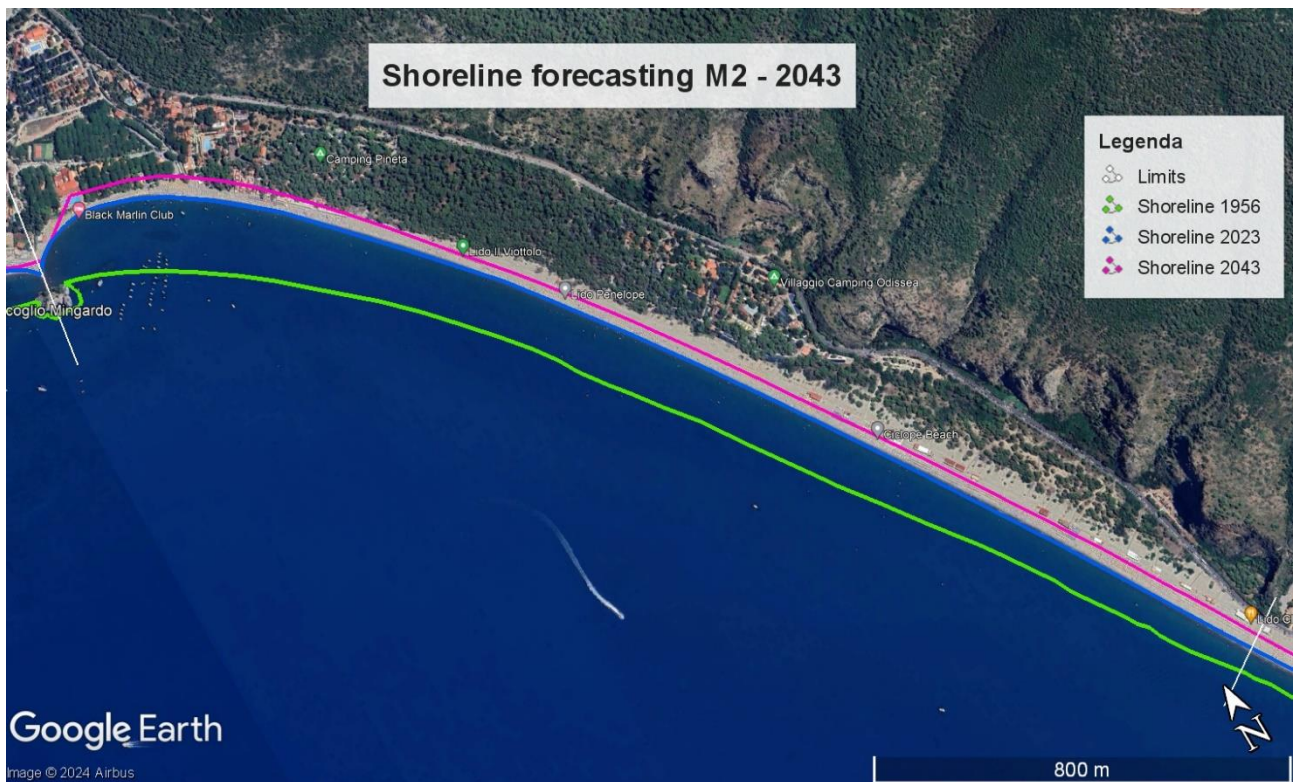 Shoreline forecasting M2 - 2043
Legenda
Limits
Shoreline 1956
Shoreline 2023
Shoreline 2043
Camping Pineta
Black Marlin Club
Lido Il Viottolo
Lido Penelope
Villaggio Camping Odissea
coglio Mingardo
Ciclope Beach
Lido C
N
Google Earth
Image © 2024 Airbus
800 m